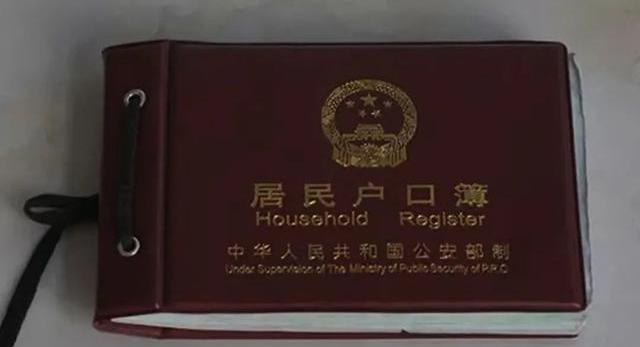 居民户口簿
Household Register
中华人民共和國公安部制
Under Supervision of The Ministry of Public Security of P.R.C